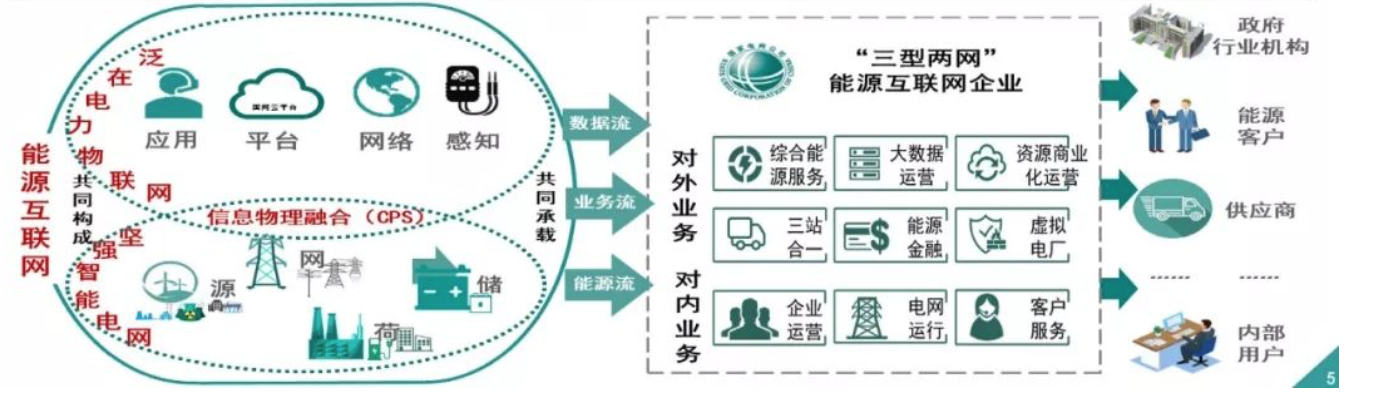 能源互联网
泛在电力物联网
应用
平台
网络
感知
国网云平台
共同构成
信息物理融合（CPS）
共同承载
坚强智能电网
源
网
荷
储
数据流
业务流
能源流
“三型两网”
能源互联网企业
对外业务
综合能
源服务
大数据
运营
资源商业
化运营
三站
合一
能源
金融
虚拟
电厂
对内业务
企业
运营
电网
运行
客户
服务
政府
行业机构
能源
客户
供应商
...... ......
内部
用户
5